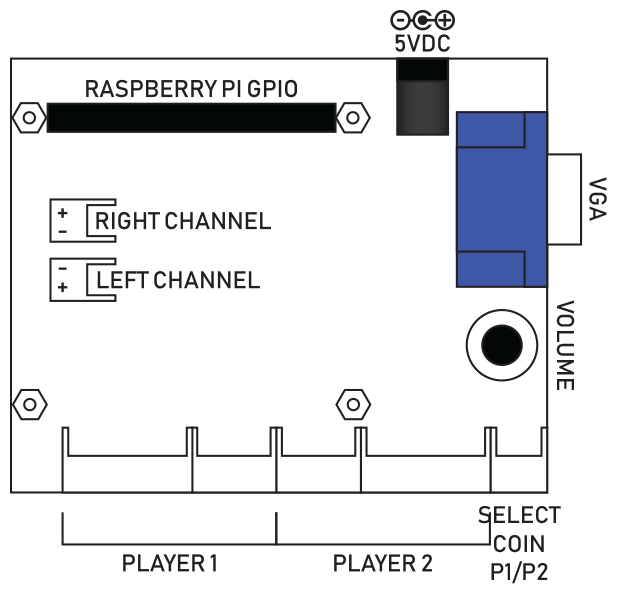 5VDC
RASPBERRY PI GPIO
+
-
RIGHT CHANNEL
-
+
LEFT CHANNEL
VGA
VOLUME
PLAYER 1
PLAYER 2
SELECT
COIN
P1/P2